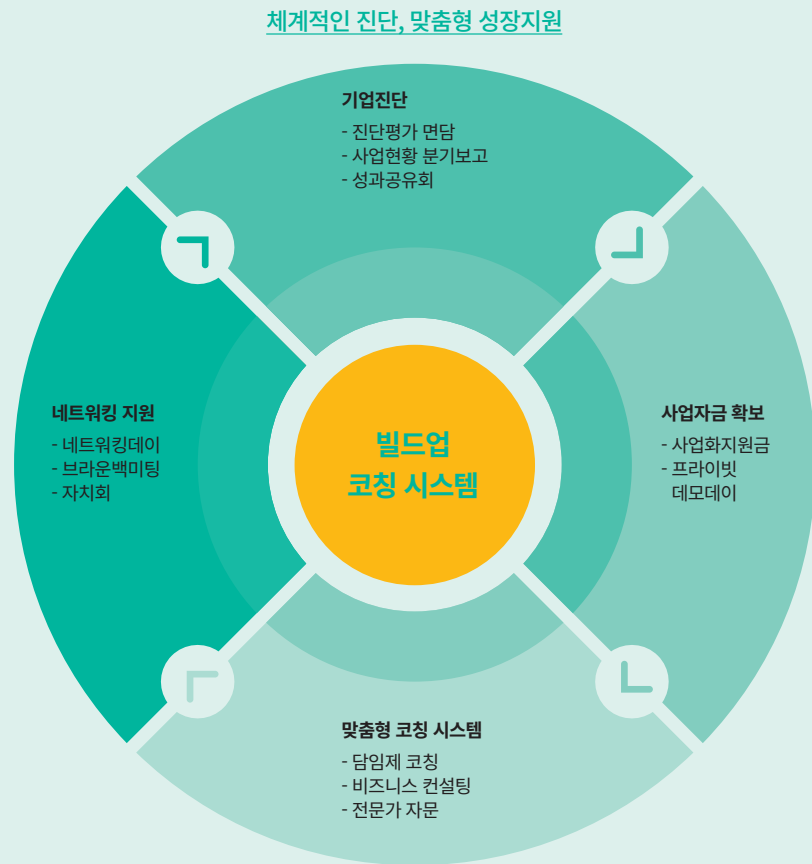 체계적인 진단, 맞춤형 성장지원
기업진단
- 진단평가 면담
- 사업현황 분기보고
- 성과공유회
네트워킹 지원
- 네트워킹데이
- 브라운백미팅
- 자치회
빌드업
코칭 시스템
사업자금 확보
- 사업화지원금
- 프라이빗
데모데이
맞춤형 코칭 시스템
- 담임제 코칭
- 비즈니스 컨설팅
- 전문가 자문